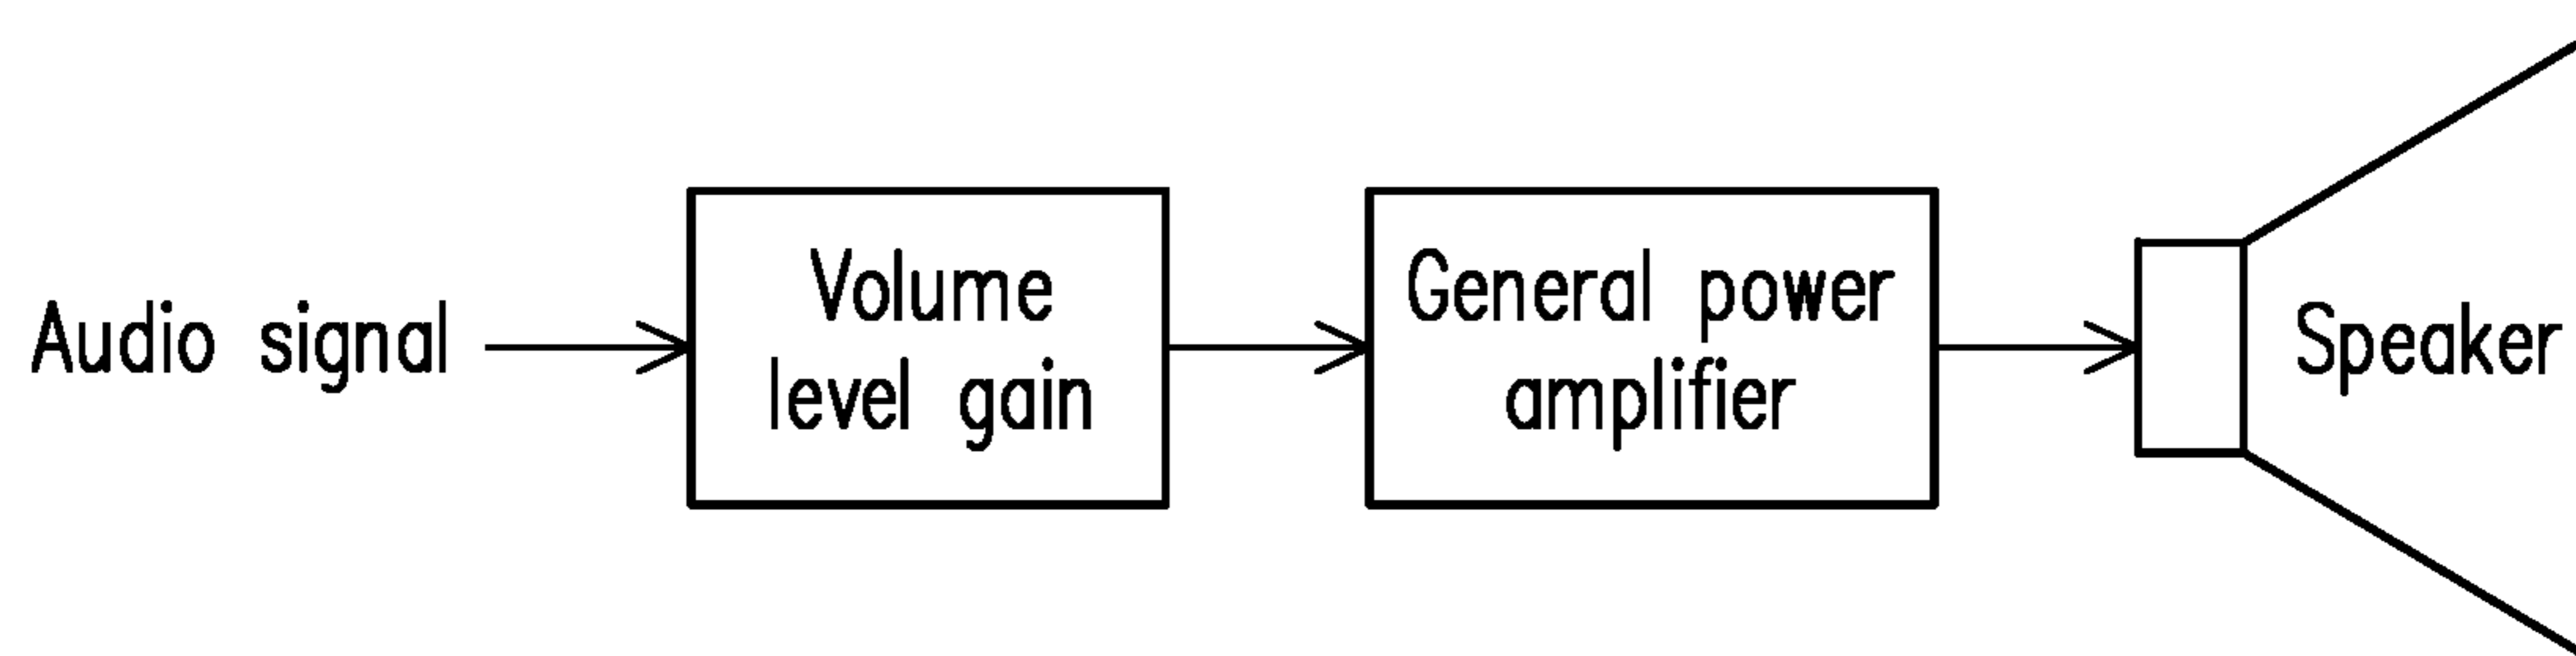 Audio signal
Volume
level gain
General power
amplifier
Speaker